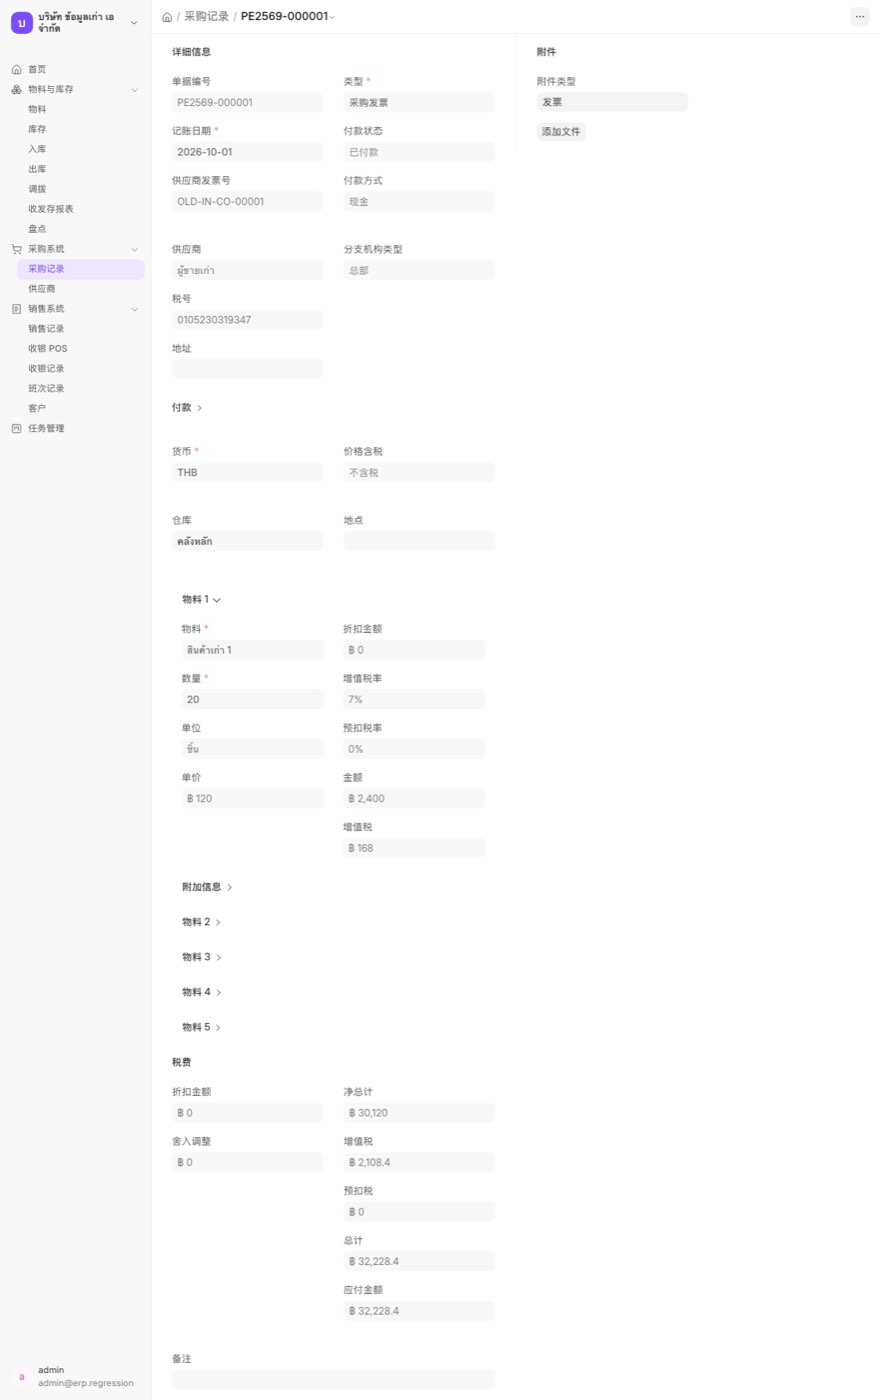 บ
บริษัท ข้อมูลเก่า เอ
จำกัด
首页
物料与库存
物料
库存
入库
出库
调拨
收发存报表
盘点
采购系统
采购记录
供应商
销售系统
销售记录
收银 POS
收银记录
班次记录
客户
任务管理
a
admin
admin@erp.regression
/ 采购记录 / PE2569-000001
详细信息
单据编号
PE2569-000001
类型 *
采购发票
记账日期 *
2026-10-01
付款状态
已付款
供应商发票号
OLD-IN-CO-00001
付款方式
现金
供应商
ผู้ขายเก่า
分支机构类型
总部
税号
0105230319347
地址
付款
货币 *
THB
价格含税
不含税
仓库
คลังหลัก
地点
物料 1
物料 *
สินค้าเก่า 1
折扣金额
฿ 0
数量 *
20
增值税率
7%
单位
ชิ้น
预扣税率
0%
单价
฿ 120
金额
฿ 2,400
增值税
฿ 168
附加信息
物料 2
物料 3
物料 4
物料 5
税费
折扣金额
฿ 0
净总计
฿ 30,120
舍入调整
฿ 0
增值税
฿ 2,108.4
预扣税
฿ 0
总计
฿ 32,228.4
应付金额
฿ 32,228.4
备注
附件
附件类型
发票
添加文件